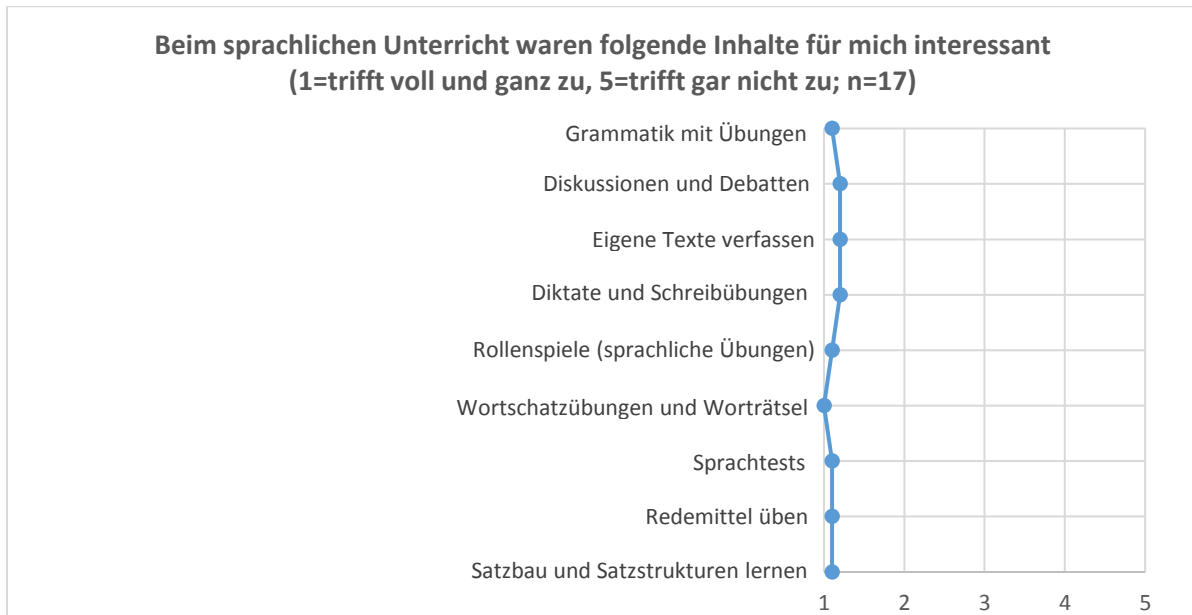 Beim sprachlichen Unterricht waren folgende Inhalte für mich interessant
(1=trifft voll und ganz zu, 5=trifft gar nicht zu; n=17)
Grammatik mit Übungen
Diskussionen und Debatten
Eigene Texte verfassen
Diktate und Schreibübungen
Rollenspiele (sprachliche Übungen)
Wortschatzübungen und Worträtsel
Sprachtests
Redemittel üben
Satzbau und Satzstrukturen lernen
1 2 3 4 5